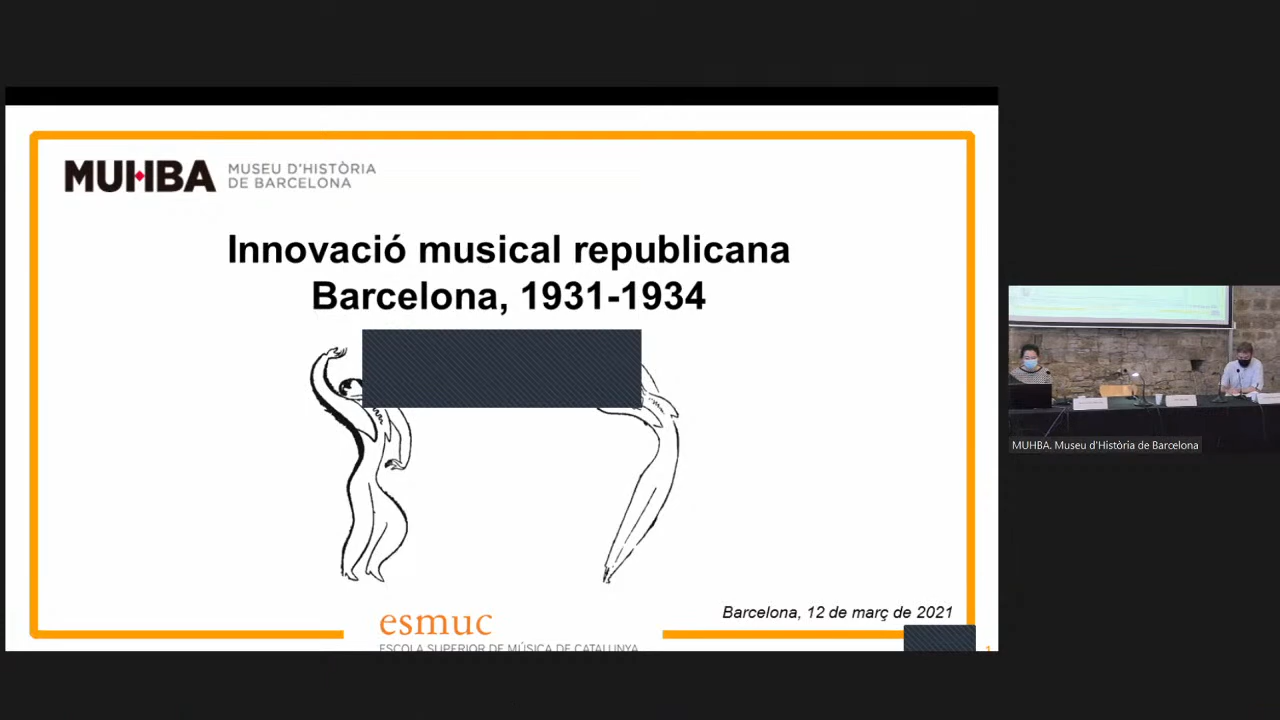 MUHBA
MUSEU D'HISTÒRIA
DE BARCELONA
Innovació musical republicana
Barcelona, 1931-1934
Barcelona, 12 de març de 2021
esmuc
ESCOLA SUPERIOR DE MÚSICA DE CATALUNYA
1
MUHBA. Museu d'Història de Barcelona